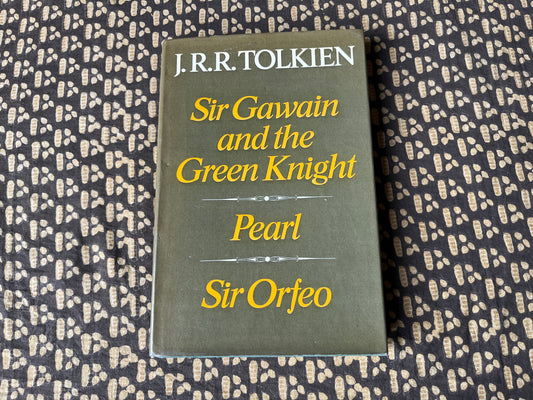 J.R.R. TOLKIEN
Sir Gawain
and the
Green Knight
Pearl
Sir Orfeo